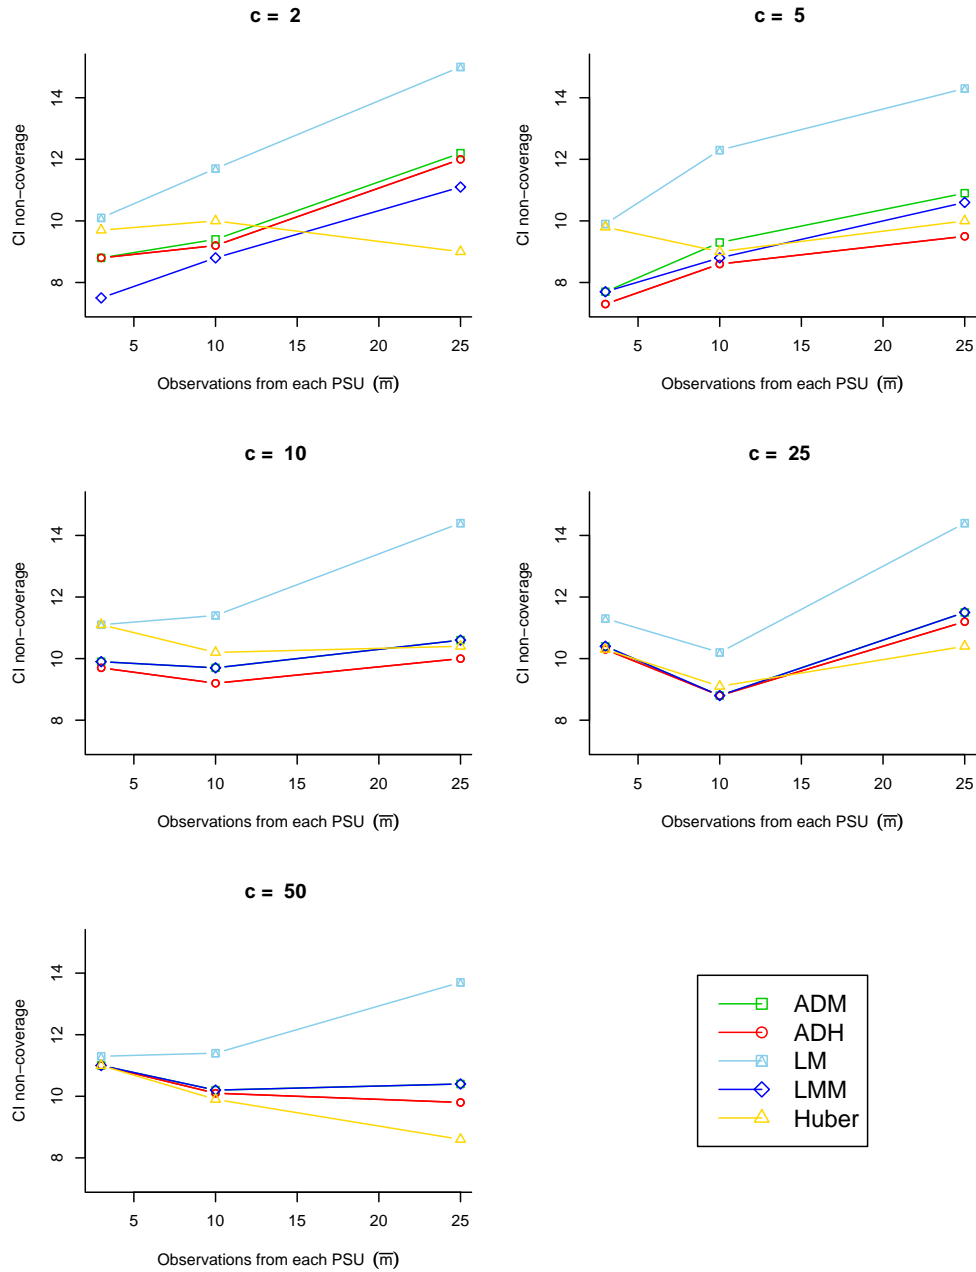 c = 2
CI non−coverage
14
12
10
8
5 10 15 20 25
Observations from each PSU (m̅)
c = 5
CI non−coverage
14
12
10
8
5 10 15 20 25
Observations from each PSU (m̅)
c = 10
CI non−coverage
14
12
10
8
5 10 15 20 25
Observations from each PSU (m̅)
c = 25
CI non−coverage
14
12
10
8
5 10 15 20 25
Observations from each PSU (m̅)
c = 50
CI non−coverage
14
12
10
8
5 10 15 20 25
Observations from each PSU (m̅)
ADM
ADH
LM
LMM
Huber